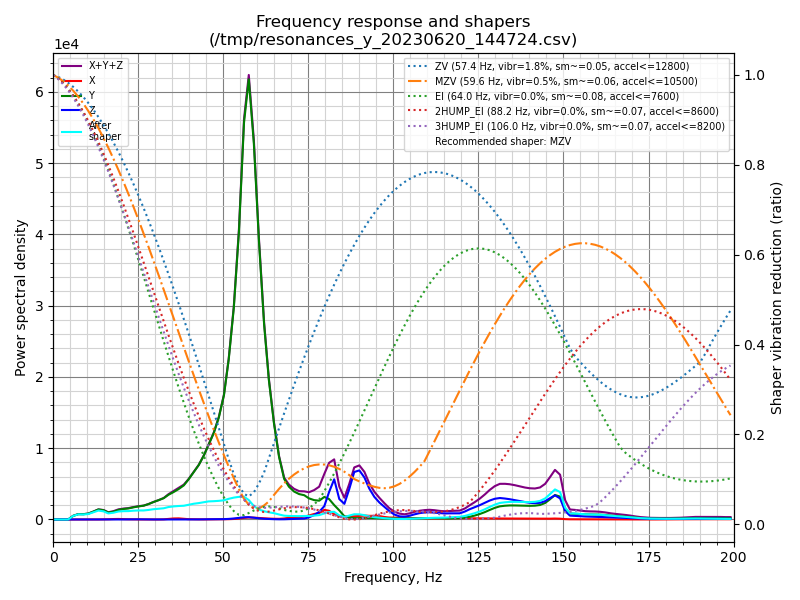 Frequency response and shapers
(/tmp/resonances_y_20230620_144724.csv)
1e4
X+Y+Z
X
Y
Z
After
shaper
ZV (57.4 Hz, vibr=1.8%, sm~=0.05, accel<=12800)
MZV (59.6 Hz, vibr=0.5%, sm~=0.06, accel<=10500)
EI (64.0 Hz, vibr=0.0%, sm~=0.08, accel<=7600)
2HUMP_EI (88.2 Hz, vibr=0.0%, sm~=0.07, accel<=8600)
3HUMP_EI (106.0 Hz, vibr=0.0%, sm~=0.07, accel<=8200)
Recommended shaper: MZV
Power spectral density
6
5
4
3
2
1
0
1.0
0.8
0.6
0.4
0.2
0.0
Shaper vibration reduction (ratio)
0 25 50 75 100 125 150 175 200
Frequency, Hz